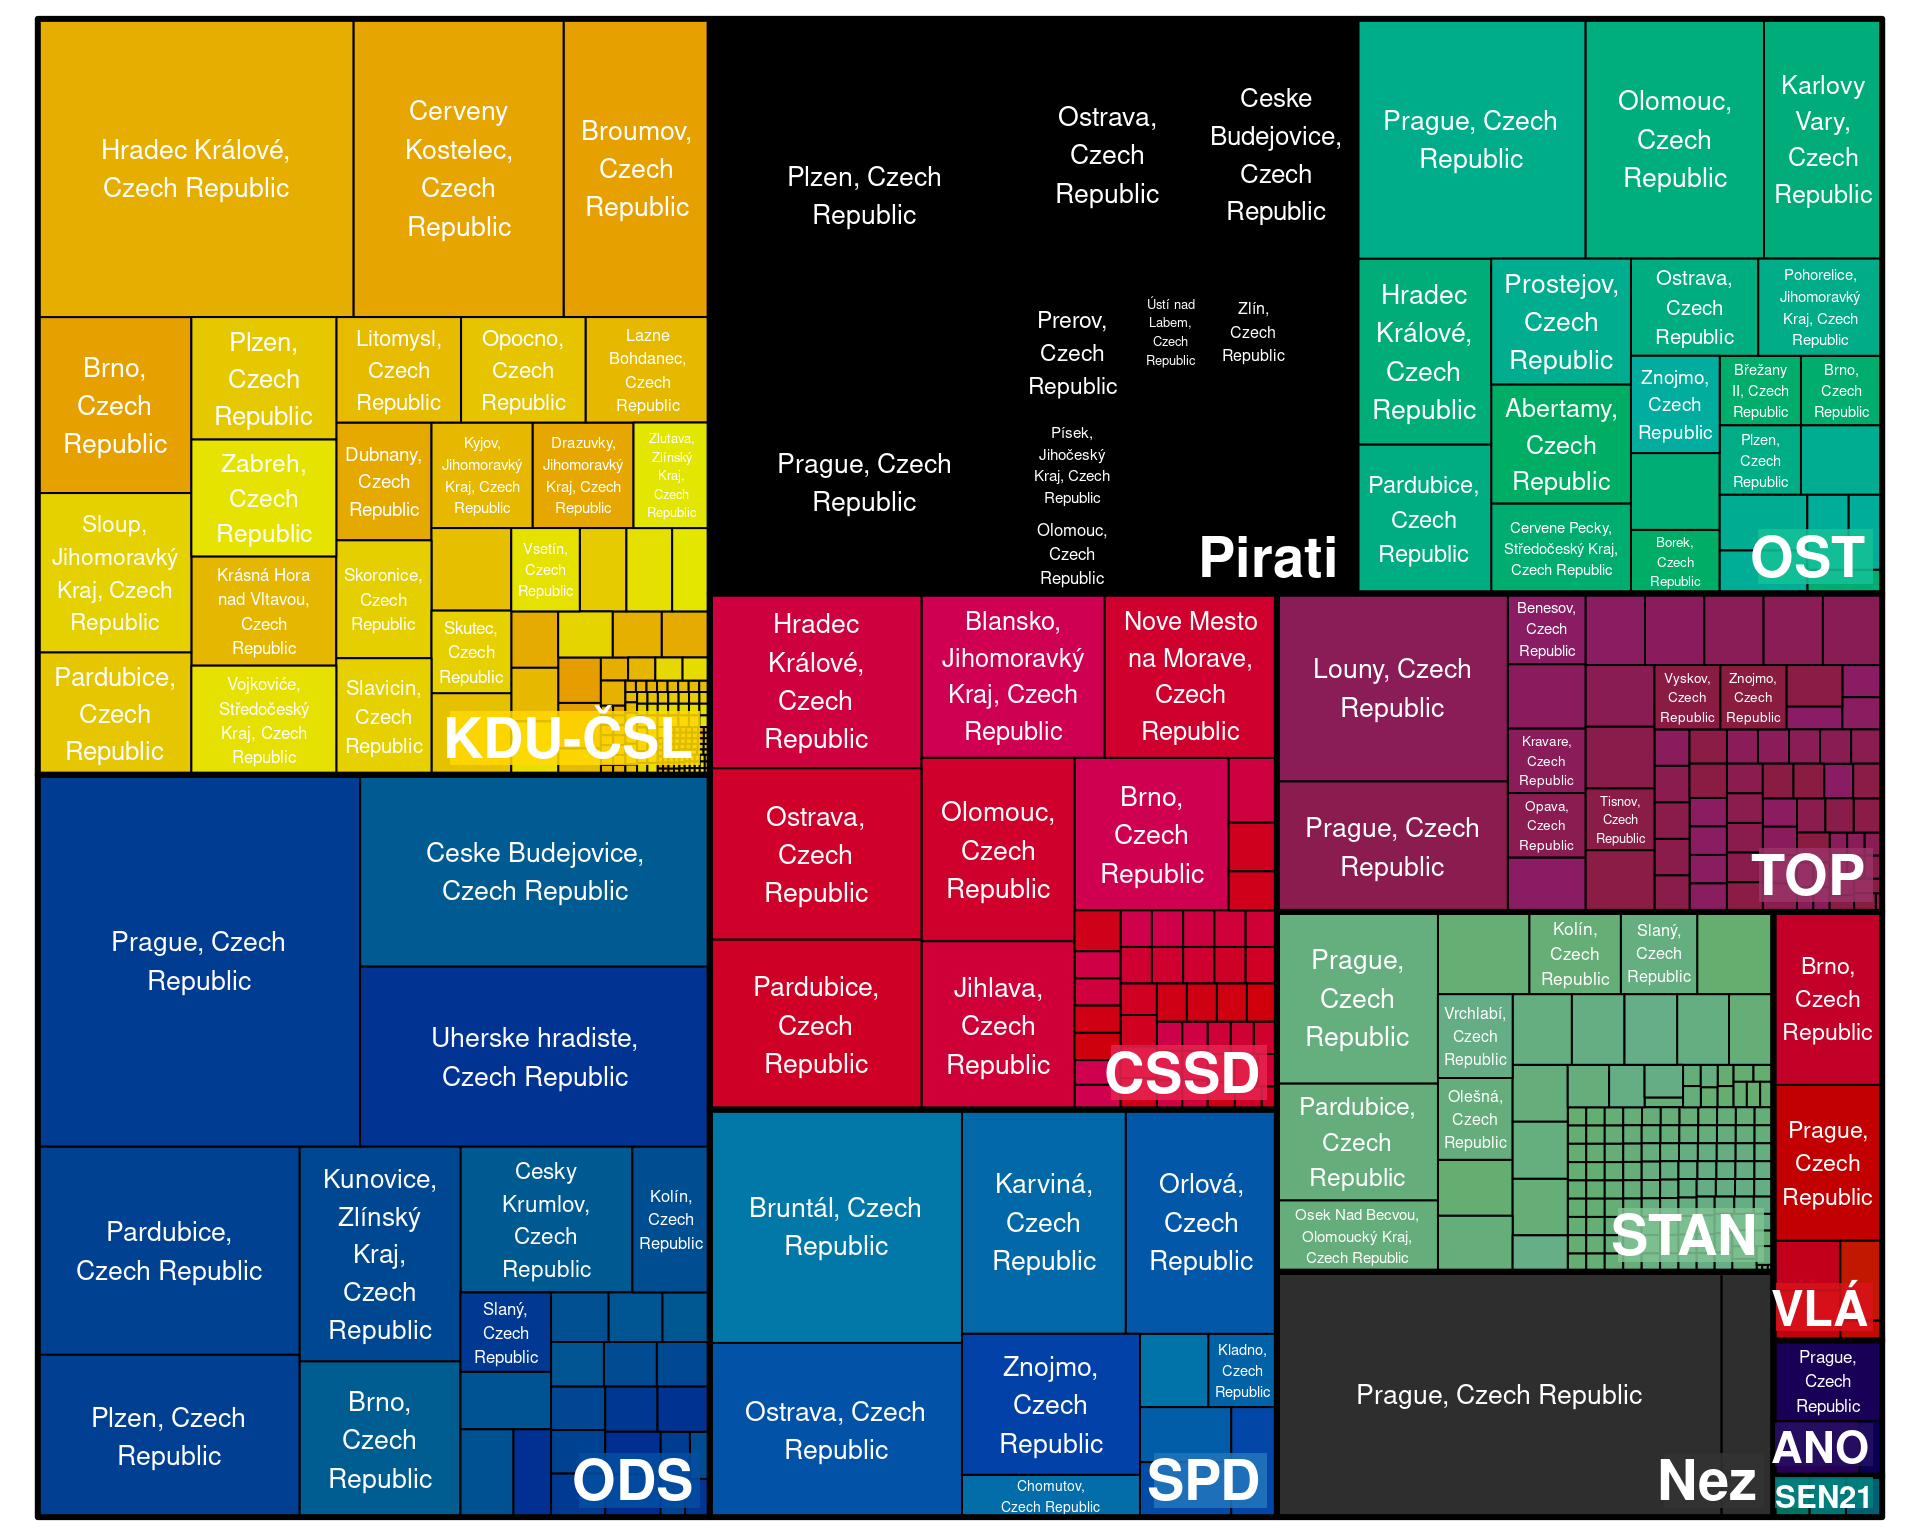 Hradec Králové,
Czech Republic
Cerveny
Kostelec,
Czech
Republic
Broumov,
Czech
Republic
Brno,
Czech
Republic
Plzen,
Czech
Republic
Litomysl,
Czech
Republic
Opocno,
Czech
Republic
Lazne
Bohdanec,
Czech
Republic
Zabreh,
Czech
Republic
Dubnany,
Czech
Republic
Kyjov,
Jihomoravký
Kraj, Czech
Republic
Drazuvky,
Jihomoravký
Kraj, Czech
Republic
Zlutava,
Zlínský
Kraj,
Czech
Republic
Sloup,
Jihomoravký
Kraj, Czech
Republic
Krásná Hora
nad Vltavou,
Czech
Republic
Skoronice,
Czech
Republic
Vsetín,
Czech
Republic
Skutec,
Czech
Republic
Pardubice,
Czech
Republic
Vojkoviće,
Středočeský
Kraj, Czech
Republic
Slavicin,
Czech
Republic
KDU-ČSL
Plzen, Czech
Republic
Ostrava,
Czech
Republic
Ceske
Budejovice,
Czech
Republic
Prague, Czech
Republic
Prerov,
Czech
Republic
Ústí nad
Labem,
Czech
Republic
Zlín,
Czech
Republic
Písek,
Jihočeský
Kraj, Czech
Republic
Olomouc,
Czech
Republic
Pirati
Prague, Czech
Republic
Olomouc,
Czech
Republic
Karlovy
Vary,
Czech
Republic
Hradec
Králové,
Czech
Republic
Prostejov,
Czech
Republic
Ostrava,
Czech
Republic
Pohorelice,
Jihomoravký
Kraj, Czech
Republic
Znojmo,
Czech
Republic
Břežany
II, Czech
Republic
Brno,
Czech
Republic
Abertamy,
Czech
Republic
Plzen,
Czech
Republic
Pardubice,
Czech
Republic
Cervene Pecky,
Středočeský Kraj,
Czech Republic
Borek,
Czech
Republic
OST
Prague, Czech
Republic
Ceske Budejovice,
Czech Republic
Uherske hradiste,
Czech Republic
Pardubice,
Czech Republic
Kunovice,
Zlínský
Kraj,
Czech
Republic
Cesky
Krumlov,
Czech
Republic
Kolín,
Czech
Republic
Slaný,
Czech
Republic
Plzen, Czech
Republic
Brno,
Czech
Republic
ODS
Hradec
Králové,
Czech
Republic
Blansko,
Jihomoravký
Kraj, Czech
Republic
Nove Mesto
na Morave,
Czech
Republic
Ostrava,
Czech
Republic
Olomouc,
Czech
Republic
Brno,
Czech
Republic
Pardubice,
Czech
Republic
Jihlava,
Czech
Republic
CSSD
Bruntál, Czech
Republic
Karviná,
Czech
Republic
Orlová,
Czech
Republic
Ostrava, Czech
Republic
Znojmo,
Czech
Republic
Kladno,
Czech
Republic
Chomutov,
Czech Republic
SPD
Louny, Czech
Republic
Benesov,
Czech
Republic
Vyskov,
Czech
Republic
Znojmo,
Czech
Republic
Kravare,
Czech
Republic
Prague, Czech
Republic
Opava,
Czech
Republic
Tisnov,
Czech
Republic
TOP
Prague,
Czech
Republic
Kolín,
Czech
Republic
Slaný,
Czech
Republic
Vrchlabí,
Czech
Republic
Pardubice,
Czech
Republic
Olešná,
Czech
Republic
Osek Nad Becvou,
Olomoucký Kraj,
Czech Republic
STAN
Brno,
Czech
Republic
Prague,
Czech
Republic
VLÁ
Prague, Czech Republic
Nez
Prague,
Czech
Republic
ANO
SEN21